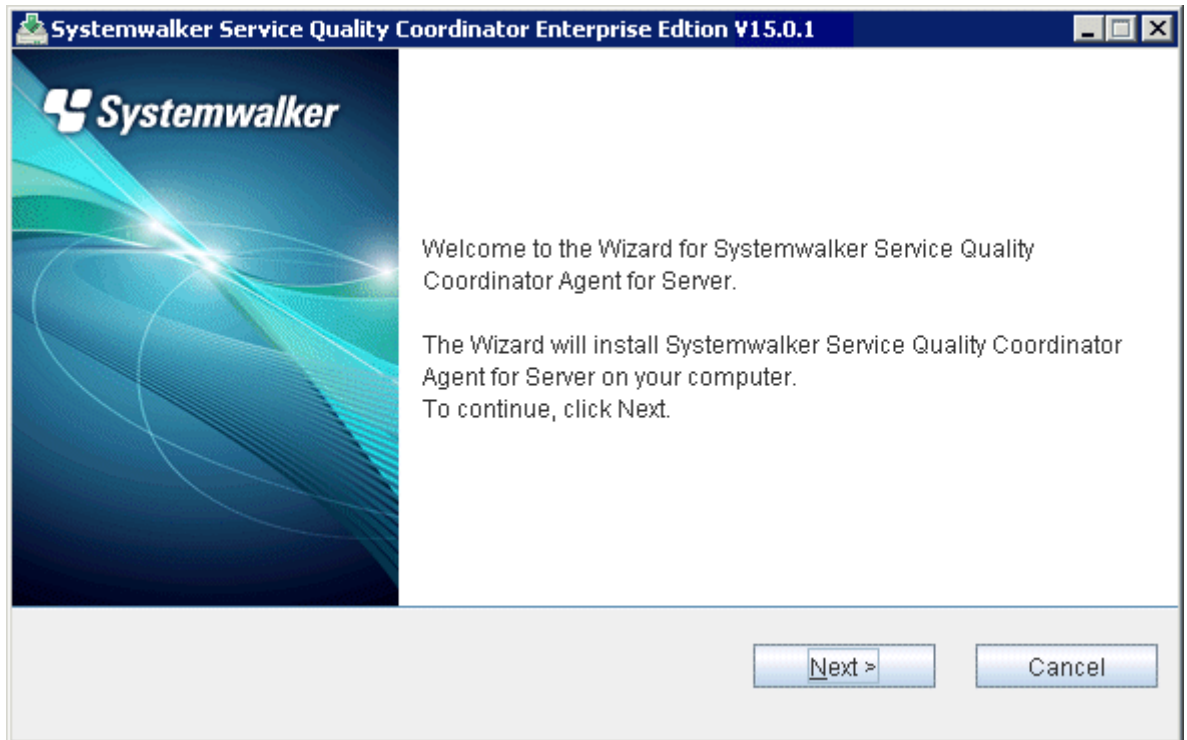 Systemwalker Service Quality Coordinator Enterprise Edtion V15.0.1
Systemwalker
Welcome to the Wizard for Systemwalker Service Quality
Coordinator Agent for Server.
The Wizard will install Systemwalker Service Quality Coordinator
Agent for Server on your computer.
To continue, click Next.
Next >
Cancel